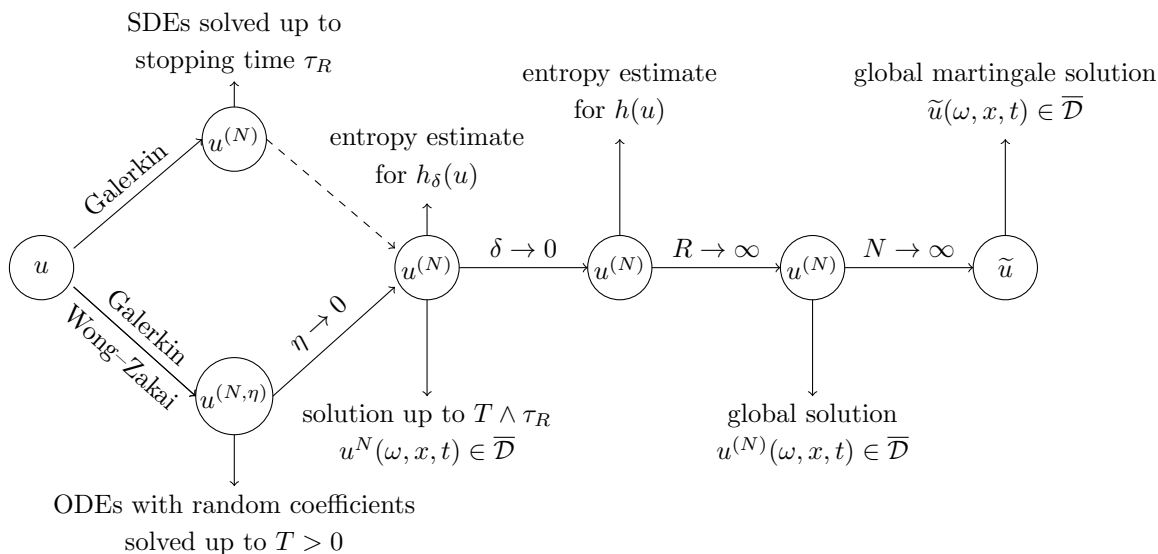 SDEs solved up to
stopping time τ_R
entropy estimate
for h(u)
global martingale solution
ũ(ω, x, t) ∈ D̅
u^(N)
entropy estimate
for h_δ(u)
Galerkin
u
u^(N)
δ → 0
u^(N)
R → ∞
u^(N)
N → ∞
ũ
Galerkin
Wong–Zakai
η → 0
u^(N,η)
solution up to T ∧ τ_R
u^N(ω, x, t) ∈ D̅
global solution
u^(N)(ω, x, t) ∈ D̅
ODEs with random coefficients
solved up to T > 0